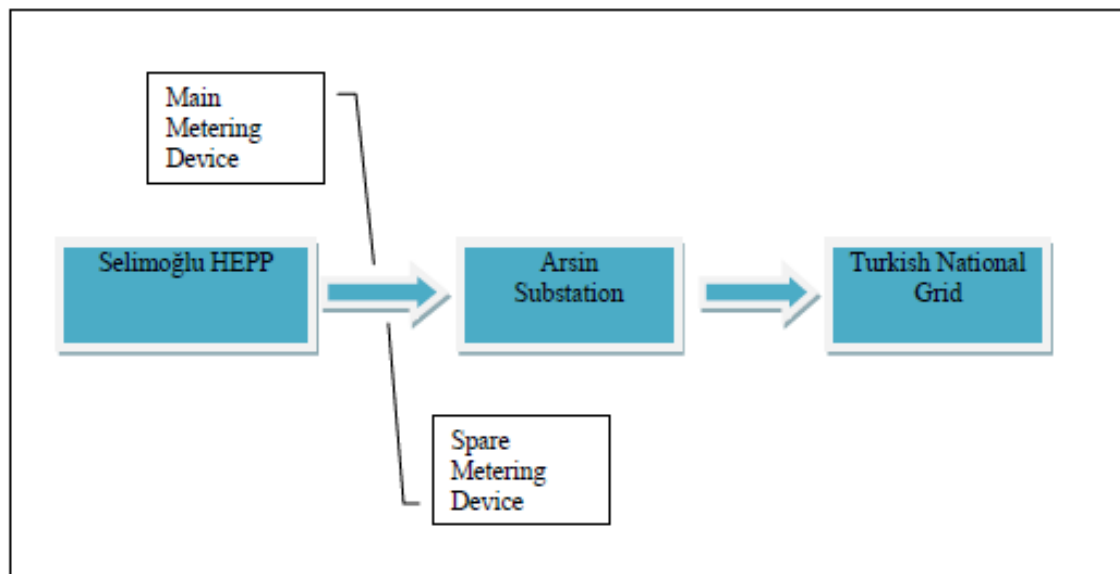 Main
Metering
Device
Selimoğlu HEPP
Arsin
Substation
Turkish National
Grid
Spare
Metering
Device